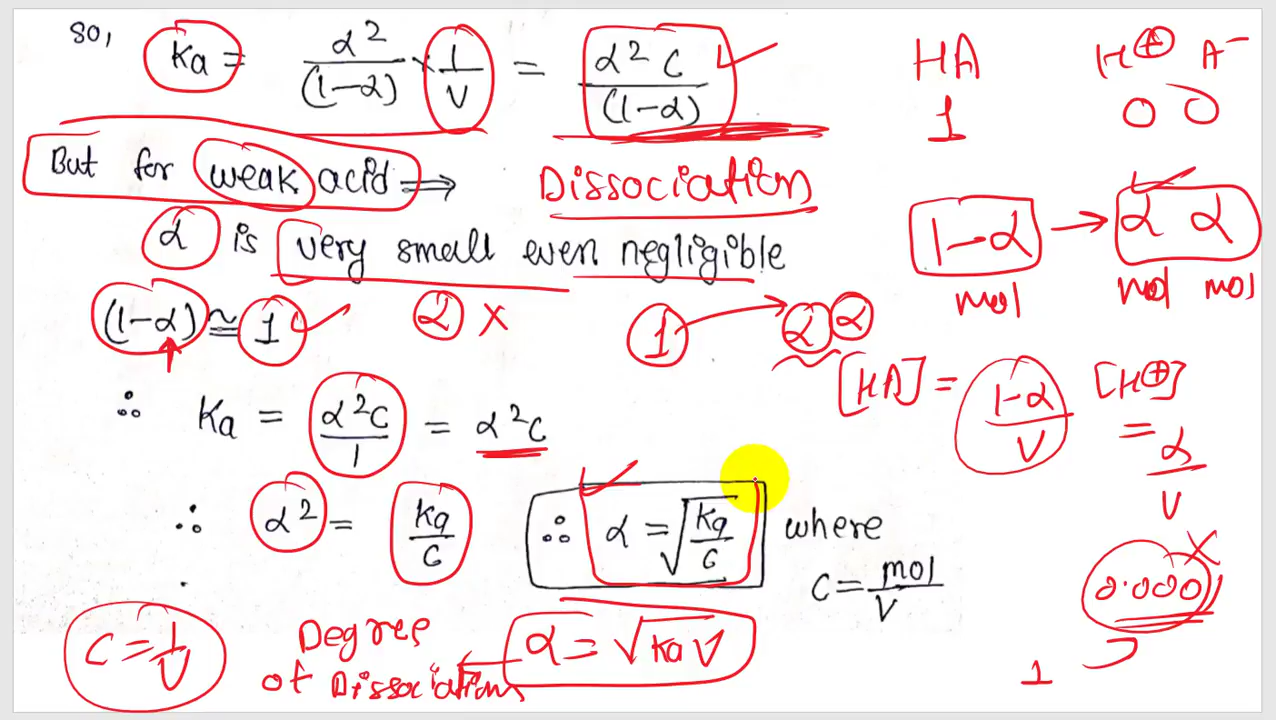 so, Ka = α² / (1-α) × 1/V = α² C / (1-α)
But for weak acid ⇒ Dissociation
α is very small even negligible
(1-α) ≅ 1 α ×
1 → α α
∴ Ka = α²C / 1 = α²C
∴ α² = Ka / C ∴ α = √(Ka / C) where
C = mol / V
C = 1/V Degree of Dissociation ← α = √Ka V
HA H⊕ A⁻
1 0 0
1-α → α α
mol mol mol
[HA] = 1-α / V [H⊕] = α / V
0.000 ×
1